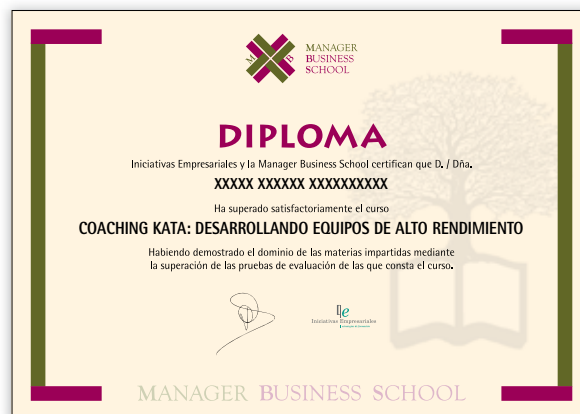 M B
MANAGER
BUSINESS
SCHOOL
DIPLOMA
Iniciativas Empresariales y la Manager Business School certifican que D. / Dña.
XXXXX XXXXXX XXXXXXXXXX
Ha superado satisfactoriamente el curso
COACHING KATA: DESARROLLANDO EQUIPOS DE ALTO RENDIMIENTO
Habiendo demostrado el dominio de las materias impartidas mediante
la superación de las pruebas de evaluación de las que consta el curso.
Ie
Iniciativas Empresariales
MANAGER BUSINESS SCHOOL